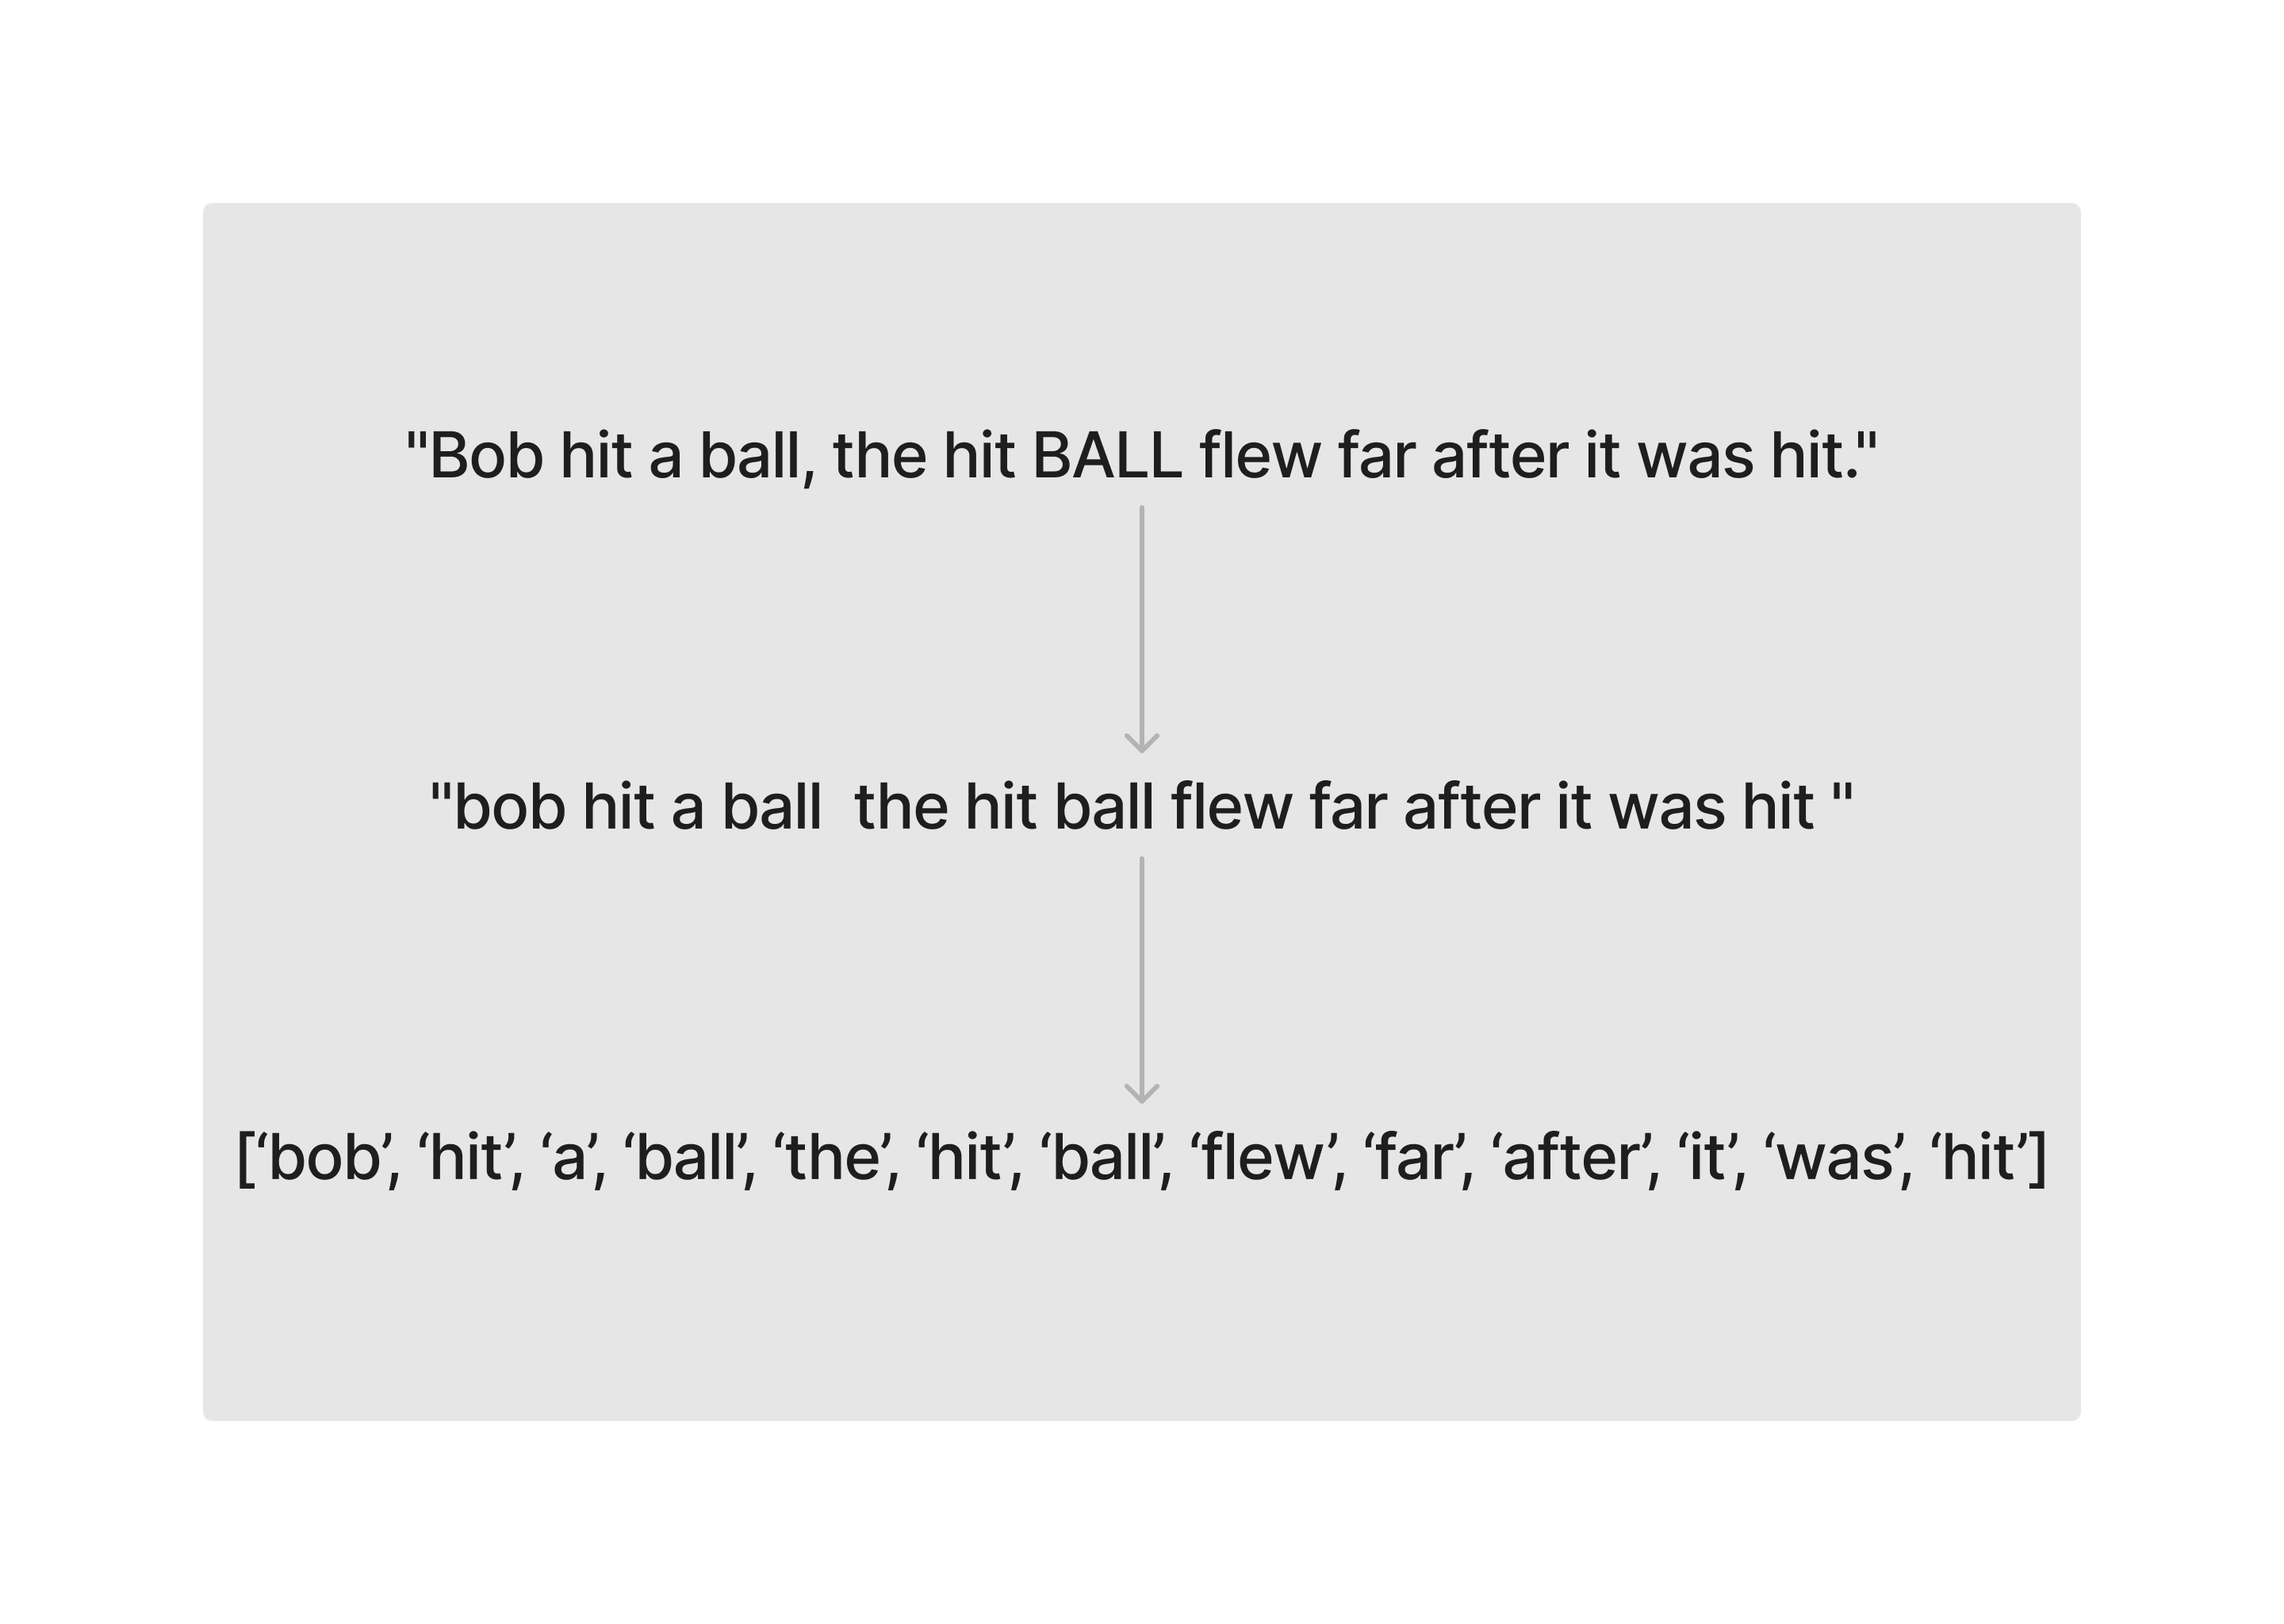 "Bob hit a ball, the hit BALL flew far after it was hit."
"bob hit a ball  the hit ball flew far after it was hit "
[‘bob’, ‘hit’, ‘a’, ‘ball’, ‘the’, ‘hit’, ‘ball’, ‘flew’, ‘far’, ‘after’, ‘it’, ‘was’, ‘hit’]